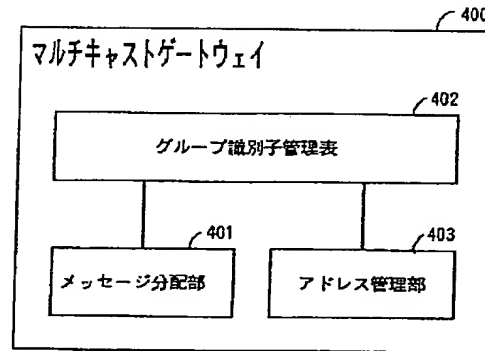 400
マルチキャストゲートウェイ
402
グループ識別子管理表
401
メッセージ分配部
403
アドレス管理部